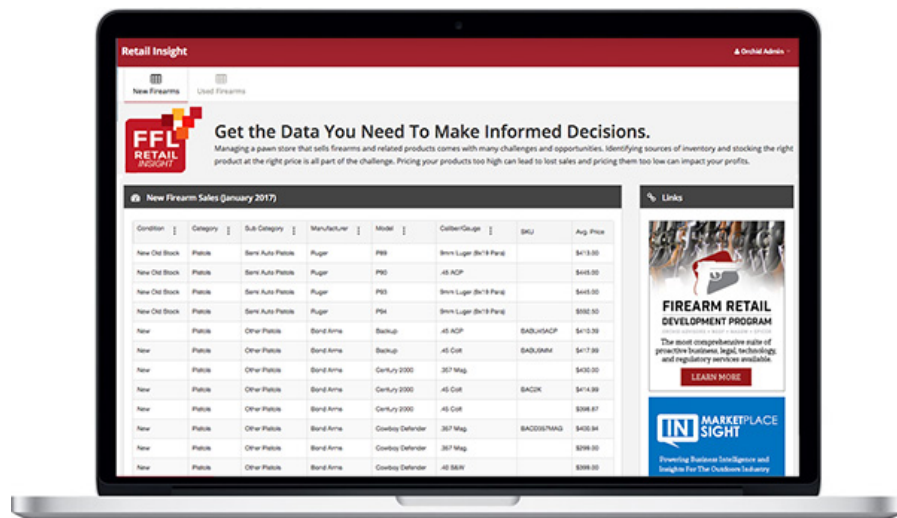 Retail Insight
Orchid Admin
New Firearms
Used Firearms
FFL
RETAIL
INSIGHT
Get the Data You Need To Make Informed Decisions.
Managing a pawn store that sells firearms and related products comes with many challenges and opportunities. Identifying sources of inventory and stocking the right
product at the right price is all part of the challenge. Pricing your products too high can lead to lost sales and pricing them too low can impact your profits.
New Firearm Sales (January 2017)
Condition Category Sub Category Manufacturer Model Caliber/Gauge SKU Avg. Price
New Old Stock Pistols Semi Auto Pistols Ruger P89 9mm Luger (9x19 Para) $413.00
New Old Stock Pistols Semi Auto Pistols Ruger P90 .45 ACP $445.00
New Old Stock Pistols Semi Auto Pistols Ruger P93 9mm Luger (9x19 Para) $445.00
New Old Stock Pistols Semi Auto Pistols Ruger P94 9mm Luger (9x19 Para) $592.50
New Pistols Other Pistols Bond Arms Backup .45 ACP BABU45ACP $410.39
New Pistols Other Pistols Bond Arms Backup .45 Colt BABU9MM $417.99
New Pistols Other Pistols Bond Arms Century 2000 .357 Mag. $430.00
New Pistols Other Pistols Bond Arms Century 2000 .45 Colt BAC2K $414.99
New Pistols Other Pistols Bond Arms Century 2000 .45 Colt $398.87
New Pistols Other Pistols Bond Arms Cowboy Defender .357 Mag. BACD357MAG
New Pistols Other Pistols Bond Arms Cowboy Defender .357 Mag. $299.00
New Pistols Other Pistols Bond Arms Cowboy Defender .40 S&W $399.00
Links
FIREARM RETAIL
DEVELOPMENT PROGRAM
The most comprehensive suite of
proactive business, legal, technology,
and regulatory services available.
LEARN MORE
IN MARKETPLACE
SIGHT
Powering Business Intelligence and
Insights For The Outdoors Industry